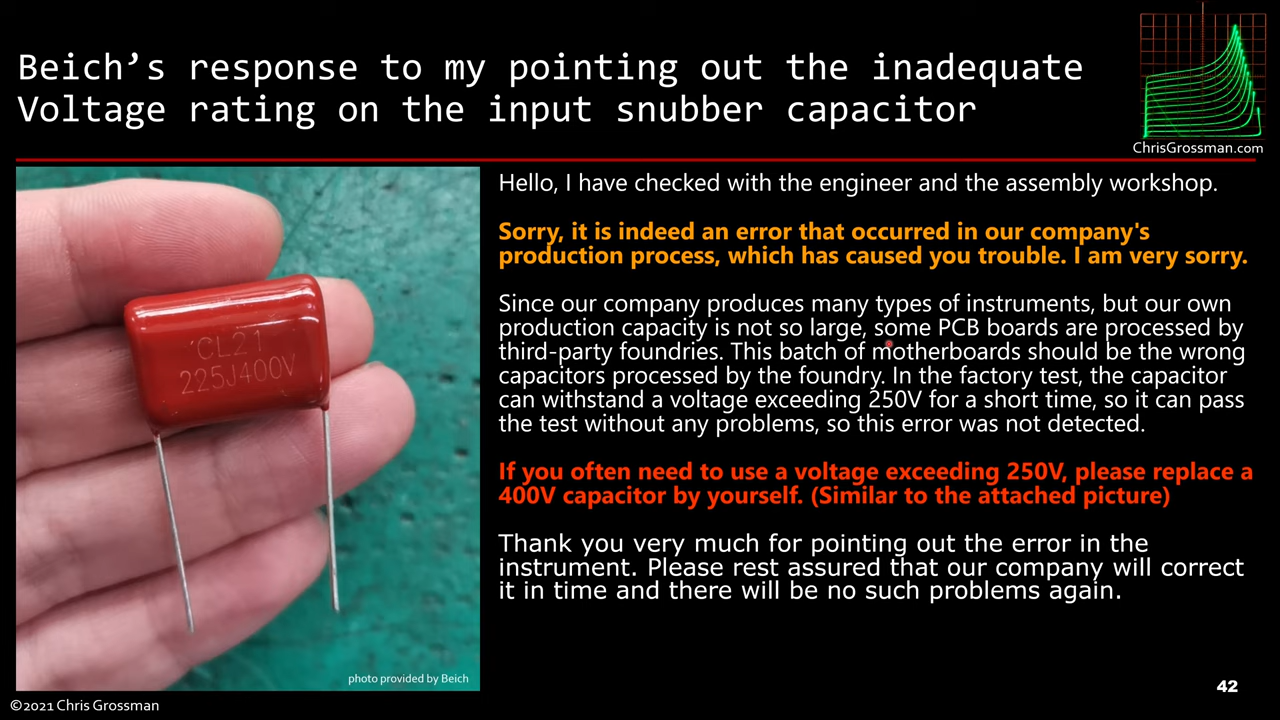 Beich’s response to my pointing out the inadequate
Voltage rating on the input snubber capacitor
ChrisGrossman.com
CL21
225J400V
photo provided by Beich
Hello, I have checked with the engineer and the assembly workshop.
Sorry, it is indeed an error that occurred in our company's
production process, which has caused you trouble. I am very sorry.
Since our company produces many types of instruments, but our own
production capacity is not so large, some PCB boards are processed by
third-party foundries. This batch of motherboards should be the wrong
capacitors processed by the foundry. In the factory test, the capacitor
can withstand a voltage exceeding 250V for a short time, so it can pass
the test without any problems, so this error was not detected.
If you often need to use a voltage exceeding 250V, please replace a
400V capacitor by yourself. (Similar to the attached picture)
Thank you very much for pointing out the error in the
instrument. Please rest assured that our company will correct
it in time and there will be no such problems again.
42
©2021 Chris Grossman